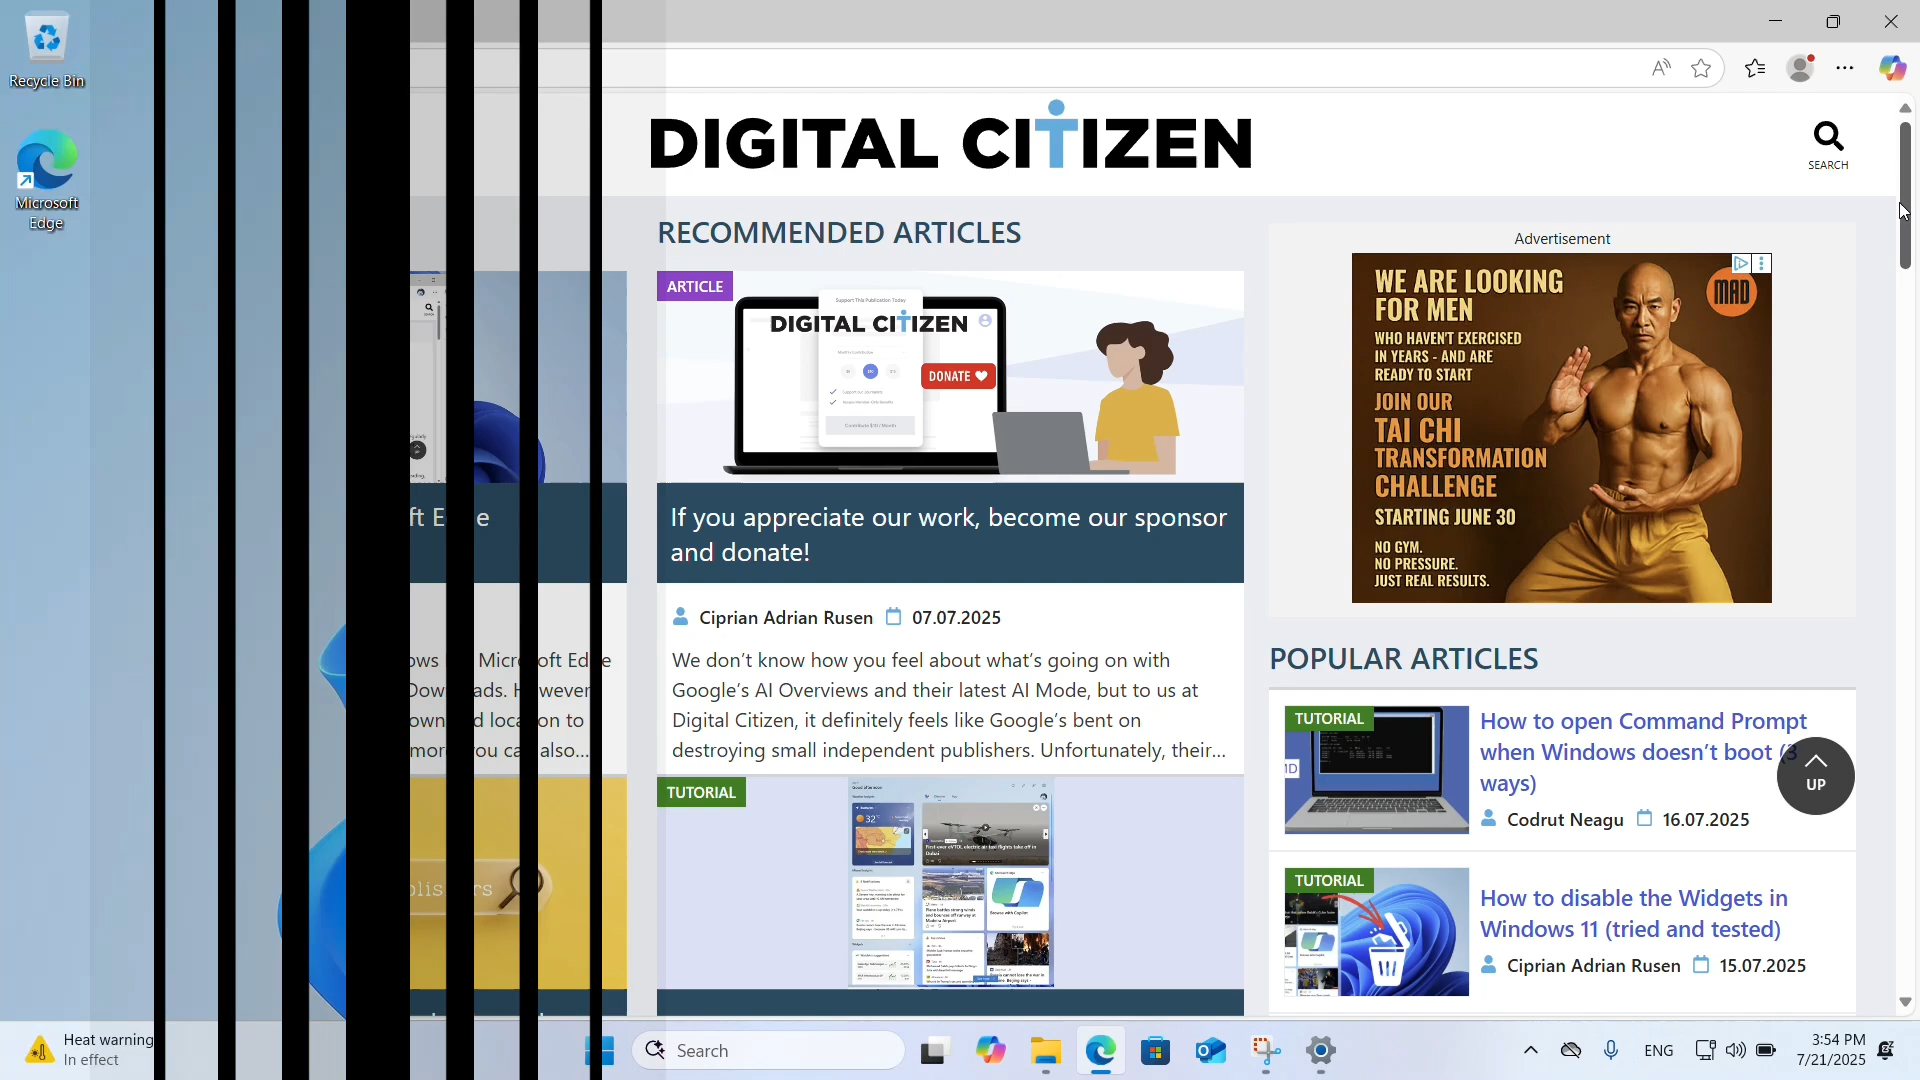 Recycle Bin
Microsoft
Edge
DIGITAL CITIZEN
SEARCH
RECOMMENDED ARTICLES
ARTICLE
Support This Publication Today
DIGITAL CITIZEN
DONATE
If you appreciate our work, become our sponsor
and donate!
Ciprian Adrian Rusen 07.07.2025
We don't know how you feel about what's going on with
Google's AI Overviews and their latest AI Mode, but to us at
Digital Citizen, it definitely feels like Google's bent on
destroying small independent publishers. Unfortunately, their...
also...
TUTORIAL
Advertisement
WE ARE LOOKING
FOR MEN
WHO HAVEN'T EXERCISED
IN YEARS - AND ARE
READY TO START
JOIN OUR
TAI CHI
TRANSFORMATION
CHALLENGE
STARTING JUNE 30
NO GYM.
NO PRESSURE.
JUST REAL RESULTS.
MAD
POPULAR ARTICLES
TUTORIAL
How to open Command Prompt
when Windows doesn't boot (3
ways)
Codrut Neagu 16.07.2025
UP
TUTORIAL
How to disable the Widgets in
Windows 11 (tried and tested)
Ciprian Adrian Rusen 15.07.2025
Heat warning
In effect
Search
ENG
3:54 PM
7/21/2025